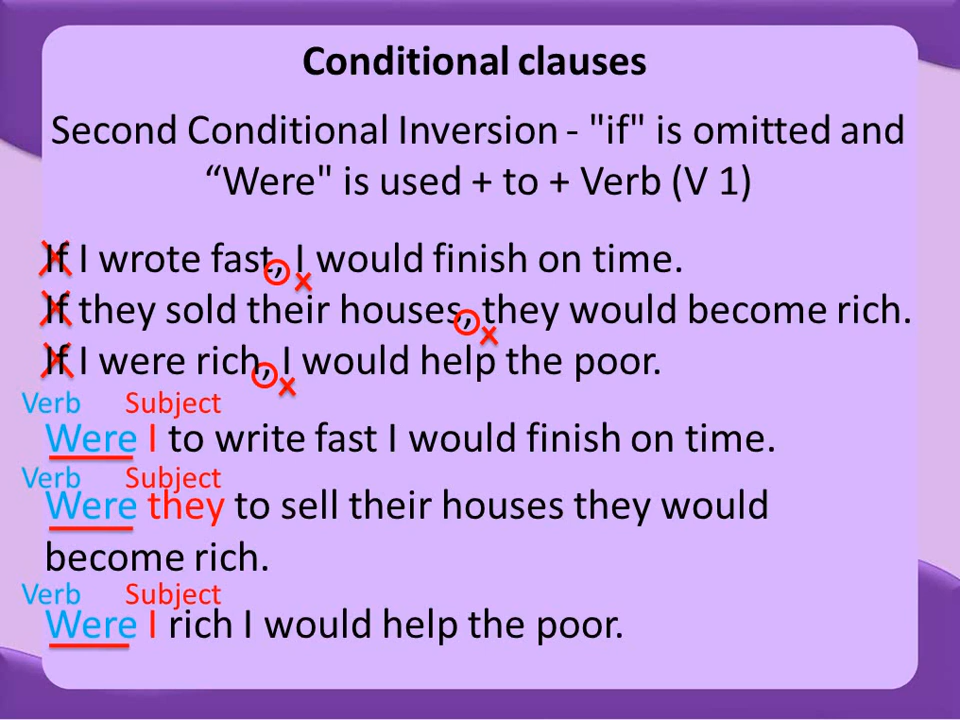 Conditional clauses
Second Conditional Inversion - "if" is omitted and
“Were" is used + to + Verb (V 1)
If I wrote fast, I would finish on time.
If they sold their houses, they would become rich.
If I were rich, I would help the poor.
Verb Subject
Were I to write fast I would finish on time.
Verb Subject
Were they to sell their houses they would
become rich.
Verb Subject
Were I rich I would help the poor.